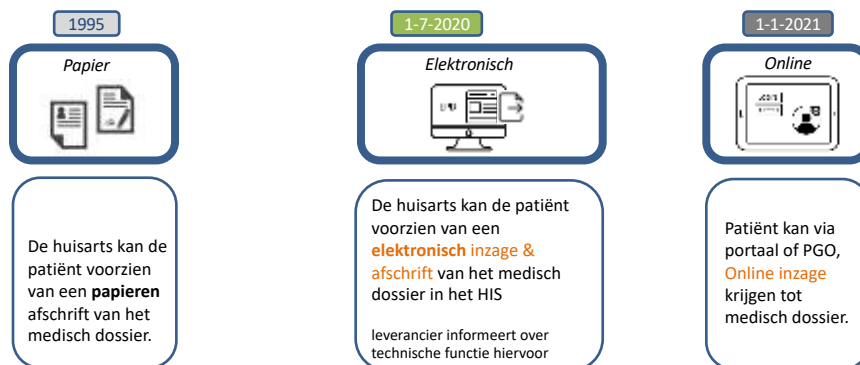 1995
Papier
De huisarts kan de
patiënt voorzien
van een papieren
afschrift van het
medisch dossier.
1-7-2020
Elektronisch
De huisarts kan de patiënt
voorzien van een
elektronisch inzage &
afschrift van het medisch
dossier in het HIS
leverancier informeert over
technische functie hiervoor
1-1-2021
Online
Patiënt kan via
portaal of PGO,
Online inzage
krijgen tot
medisch dossier.